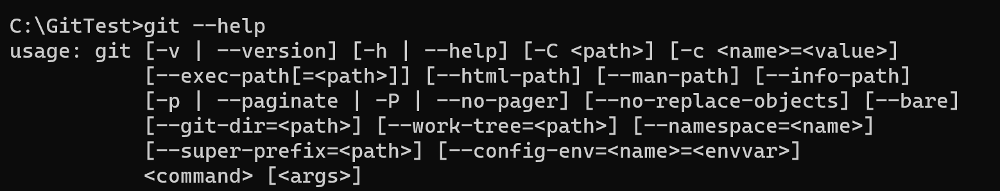 C:\GitTest>git --help
usage: git [-v | --version] [-h | --help] [-C <path>] [-c <name>=<value>]
           [--exec-path[=<path>]] [--html-path] [--man-path] [--info-path]
           [-p | --paginate | -P | --no-pager] [--no-replace-objects] [--bare]
           [--git-dir=<path>] [--work-tree=<path>] [--namespace=<name>]
           [--super-prefix=<path>] [--config-env=<name>=<envvar>]
           <command> [<args>]